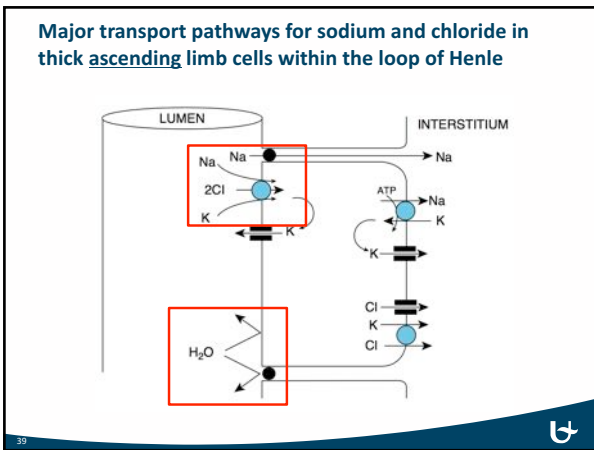 Major transport pathways for sodium and chloride in
thick ascending limb cells within the loop of Henle
LUMEN
INTERSTITIUM
Na
Na
Na
2Cl
K
K
ATP
Na
K
K
Cl
K
Cl
H₂O
39